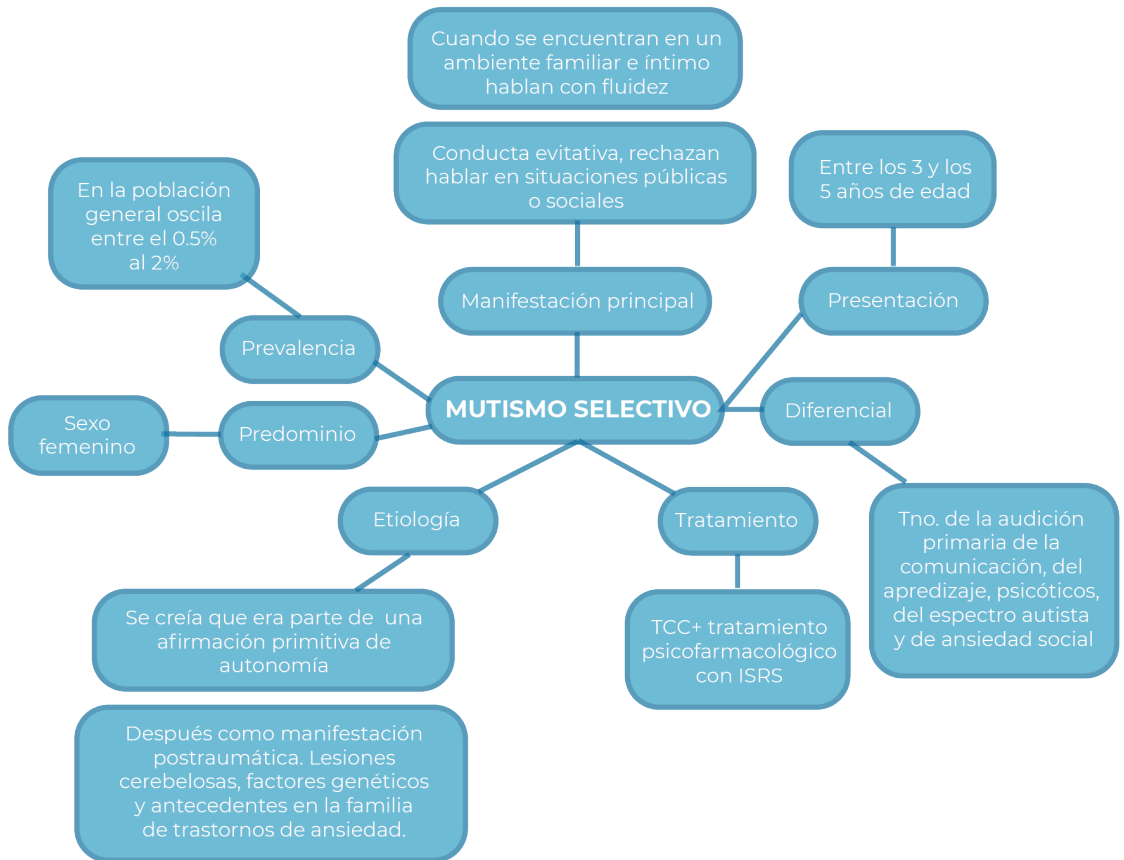 Cuando se encuentran en un
ambiente familiar e íntimo
hablan con fluidez
Conducta evitativa, rechazan
hablar en situaciones públicas
o sociales
Entre los 3 y los
5 años de edad
En la población
general oscila
entre el 0.5%
al 2%
Manifestación principal
Presentación
Prevalencia
MUTISMO SELECTIVO
Diferencial
Sexo
femenino
Predominio
Etiología
Tratamiento
Tno. de la audición
primaria de la
comunicación, del
apredizaje, psicóticos,
del espectro autista
y de ansiedad social
Se creía que era parte de una
afirmación primitiva de
autonomía
TCC+ tratamiento
psicofarmacológico
con ISRS
Después como manifestación
postraumática. Lesiones
cerebelosas, factores genéticos
y antecedentes en la familia
de trastornos de ansiedad.